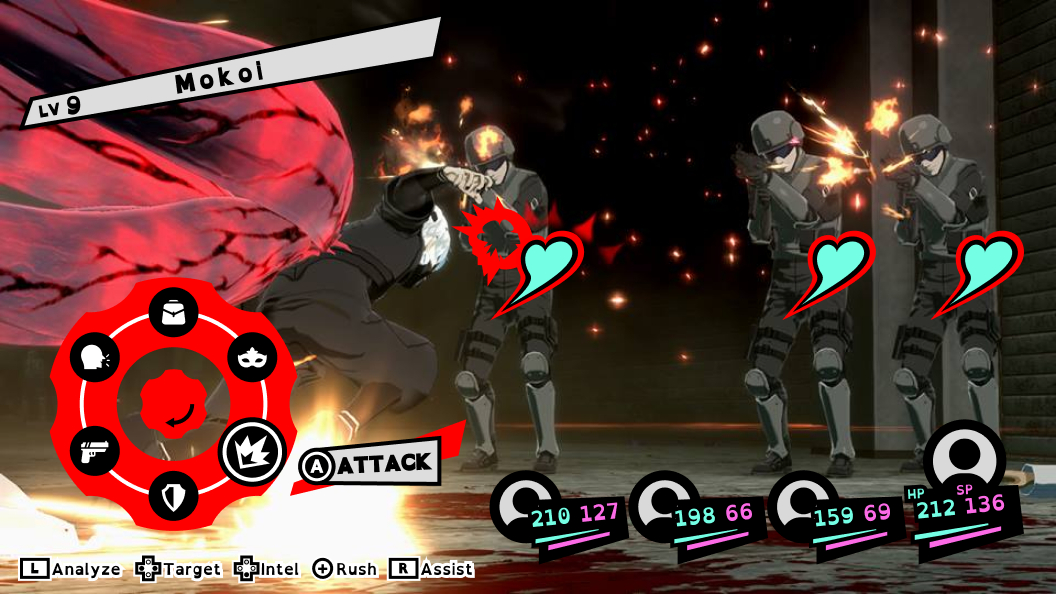 Mokoi
LV 9
A ATTACK
210 127
198 66
159 69
HP SP
212 136
L Analyze Target Intel + Rush R Assist